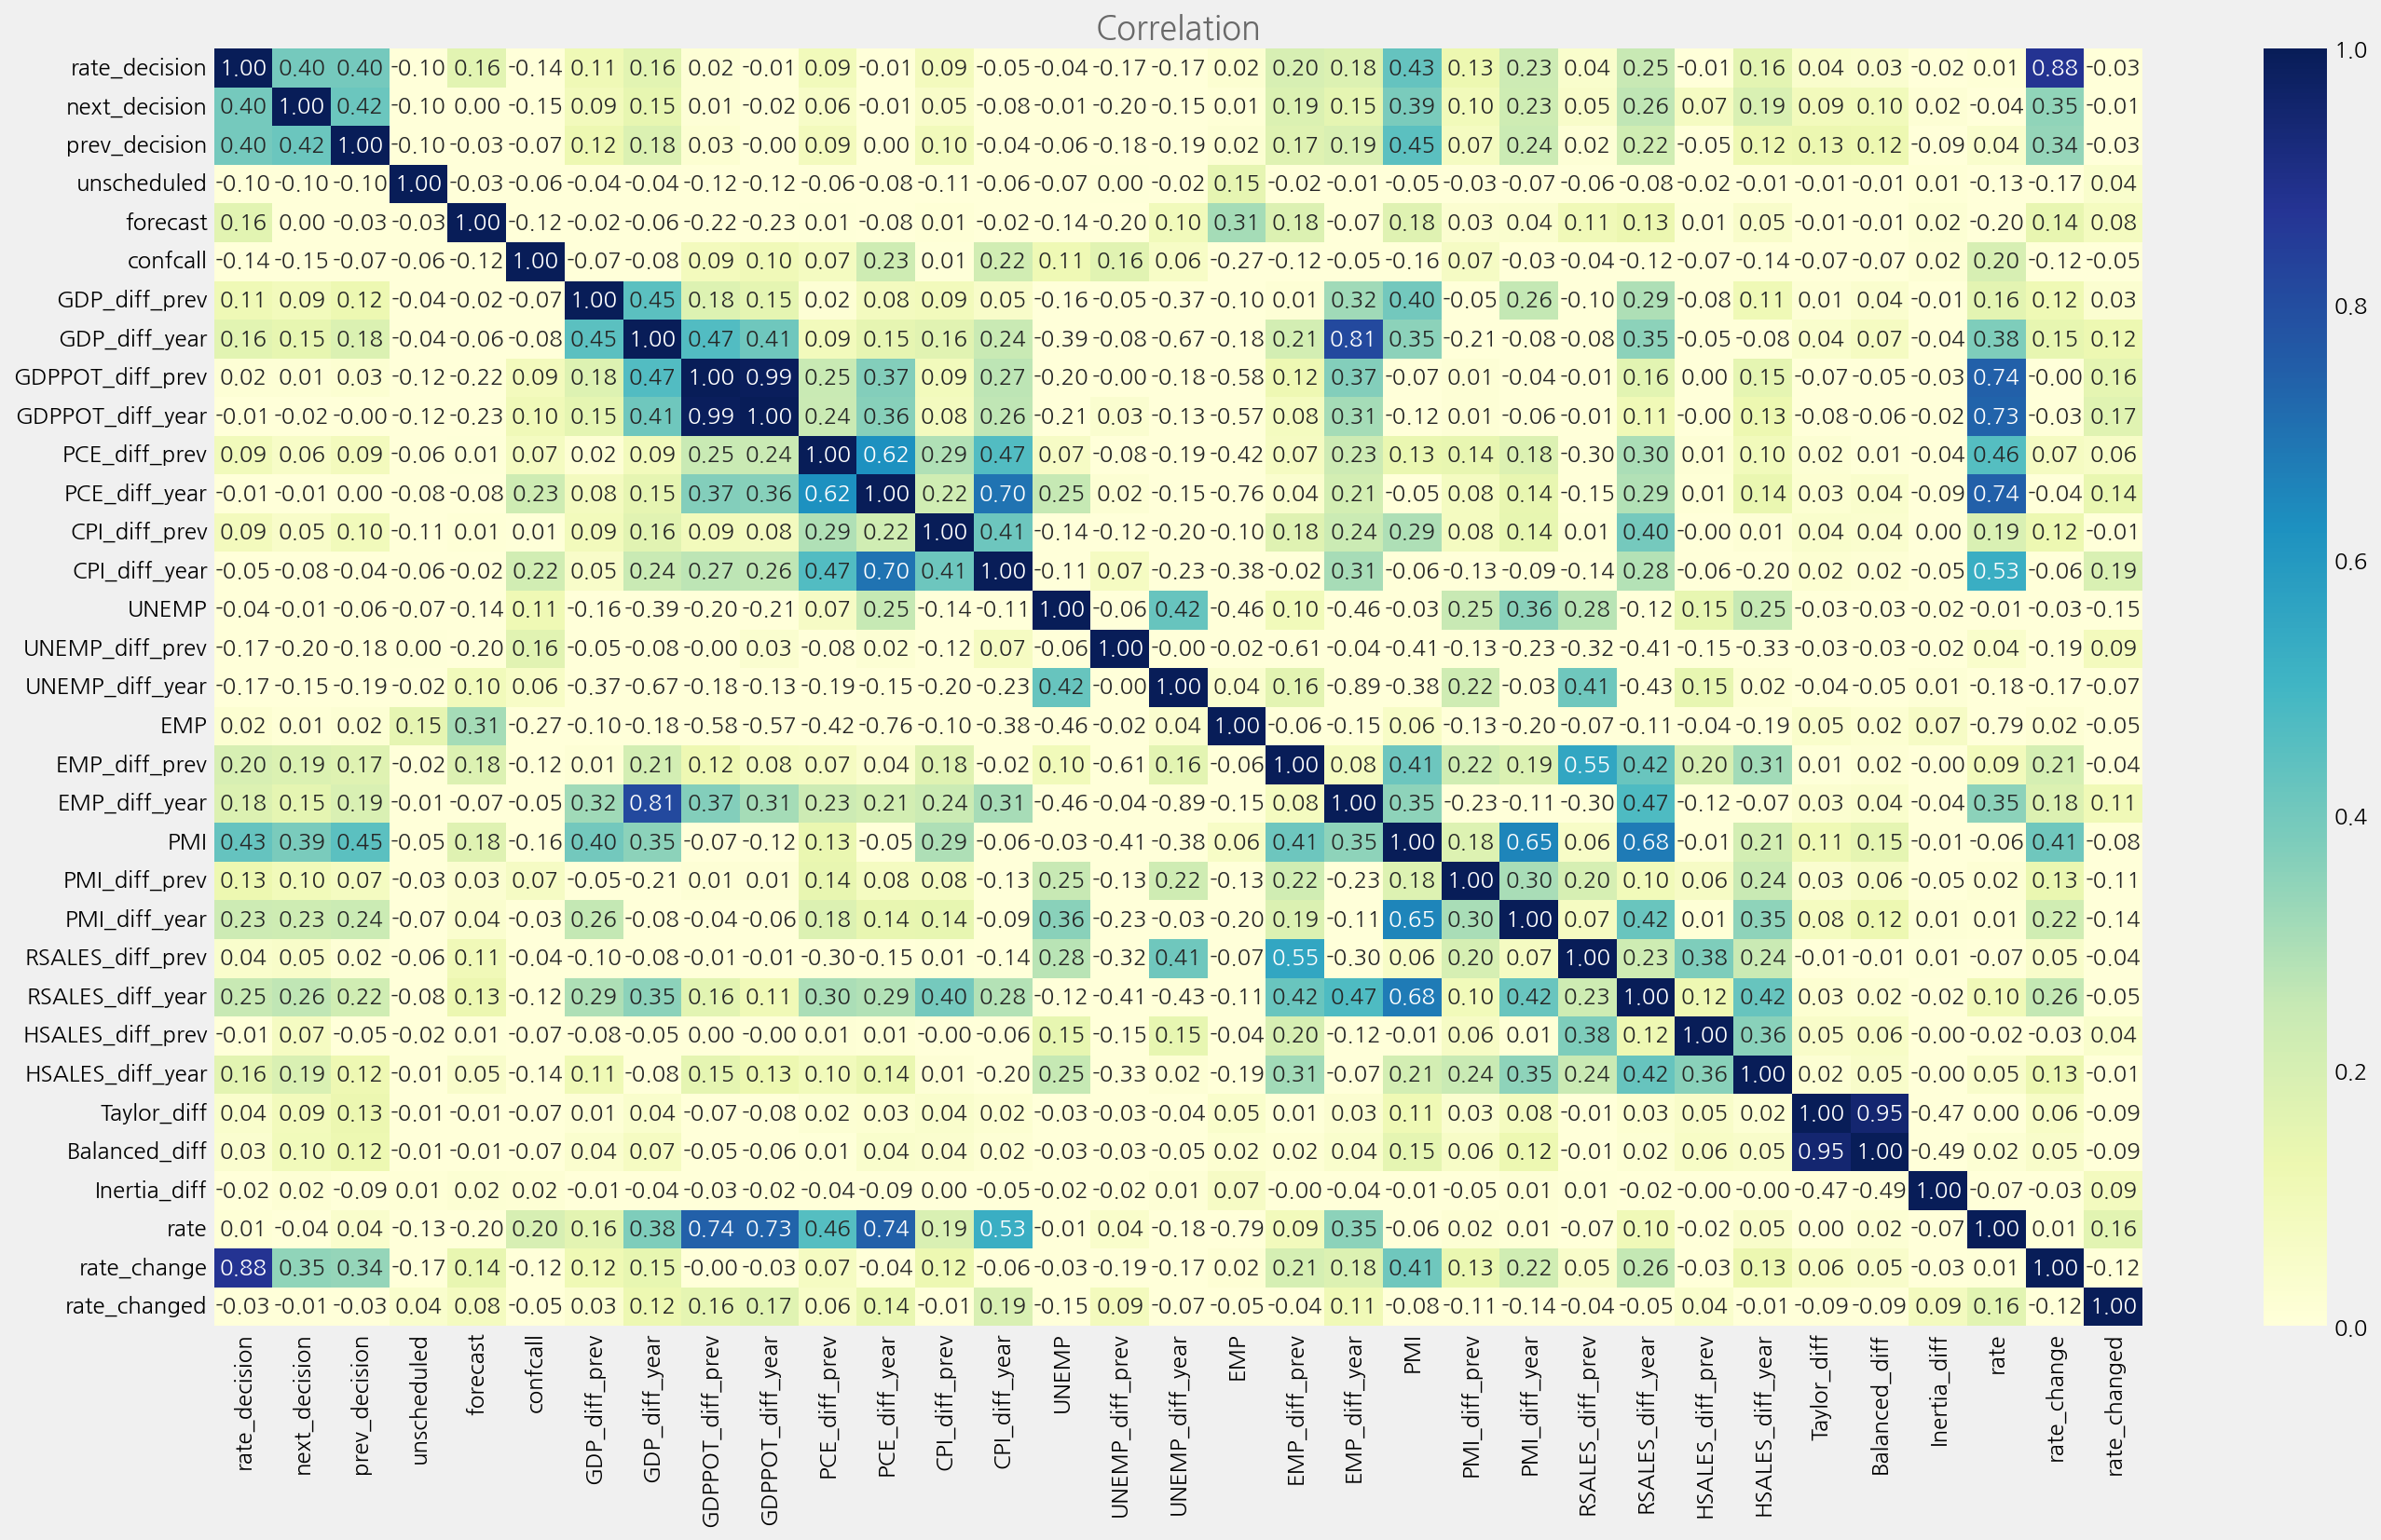 Correlation
rate_decision 1.00 0.40 0.40 -0.10 0.16 -0.14 0.11 0.16 0.02 -0.01 0.09 -0.01 0.09 -0.05 -0.04 -0.17 -0.17 0.02 0.20 0.18 0.43 0.13 0.23 0.04 0.25 -0.01 0.16 0.04 0.03 -0.02 0.01 0.88 -0.03 1.0
next_decision 0.40 1.00 0.42 -0.10 0.00 -0.15 0.09 0.15 0.01 -0.02 0.06 -0.01 0.05 -0.08 -0.01 -0.20 -0.15 0.01 0.19 0.15 0.39 0.10 0.23 0.05 0.26 0.07 0.19 0.09 0.10 0.02 -0.04 0.35 -0.01
prev_decision 0.40 0.42 1.00 -0.10 -0.03 -0.07 0.12 0.18 0.03 -0.00 0.09 0.00 0.10 -0.04 -0.06 -0.18 -0.19 0.02 0.17 0.19 0.45 0.07 0.24 0.02 0.22 -0.05 0.12 0.13 0.12 -0.09 0.04 0.34 -0.03
unscheduled -0.10 -0.10 -0.10 1.00 -0.03 -0.06 -0.04 -0.04 -0.12 -0.12 -0.06 -0.08 -0.11 -0.06 -0.07 0.00 -0.02 0.15 -0.02 -0.01 -0.05 -0.03 -0.07 -0.06 -0.08 -0.02 -0.01 -0.01 -0.01 0.01 -0.13 -0.17 0.04
forecast 0.16 0.00 -0.03 -0.03 1.00 -0.12 -0.02 -0.06 -0.22 -0.23 0.01 -0.08 0.01 -0.02 -0.14 -0.20 0.10 0.31 0.18 -0.07 0.18 0.03 0.04 0.11 0.13 0.01 0.05 -0.01 -0.01 0.02 -0.20 0.14 0.08
confcall -0.14 -0.15 -0.07 -0.06 -0.12 1.00 -0.07 -0.08 0.09 0.10 0.07 0.23 0.01 0.22 0.11 0.16 0.06 -0.27 -0.12 -0.05 -0.16 0.07 -0.03 -0.04 -0.12 -0.07 -0.14 -0.07 -0.07 0.02 0.20 -0.12 -0.05
GDP_diff_prev 0.11 0.09 0.12 -0.04 -0.02 -0.07 1.00 0.45 0.18 0.15 0.02 0.08 0.09 0.05 -0.16 -0.05 -0.37 -0.10 0.01 0.32 0.40 -0.05 0.26 -0.10 0.29 -0.08 0.11 0.01 0.04 -0.01 0.16 0.12 0.03 0.8
GDP_diff_year 0.16 0.15 0.18 -0.04 -0.06 -0.08 0.45 1.00 0.47 0.41 0.09 0.15 0.16 0.24 -0.39 -0.08 -0.67 -0.18 0.21 0.81 0.35 -0.21 -0.08 -0.08 0.35 -0.05 -0.08 0.04 0.07 -0.04 0.38 0.15 0.12
GDPPOT_diff_prev 0.02 0.01 0.03 -0.12 -0.22 0.09 0.18 0.47 1.00 0.99 0.25 0.37 0.09 0.27 -0.20 -0.00 -0.18 -0.58 0.12 0.37 -0.07 0.01 -0.04 -0.01 0.16 0.00 0.15 -0.07 -0.05 -0.03 0.74 -0.00 0.16
GDPPOT_diff_year -0.01 -0.02 -0.00 -0.12 -0.23 0.10 0.15 0.41 0.99 1.00 0.24 0.36 0.08 0.26 -0.21 0.03 -0.13 -0.57 0.08 0.31 -0.12 0.01 -0.06 -0.01 0.11 -0.00 0.13 -0.08 -0.06 -0.02 0.73 -0.03 0.17
PCE_diff_prev 0.09 0.06 0.09 -0.06 0.01 0.07 0.02 0.09 0.25 0.24 1.00 0.62 0.29 0.47 0.07 -0.08 -0.19 -0.42 0.07 0.23 0.13 0.14 0.18 -0.30 0.30 0.01 0.10 0.02 0.01 -0.04 0.46 0.07 0.06
PCE_diff_year -0.01 -0.01 0.00 -0.08 -0.08 0.23 0.08 0.15 0.37 0.36 0.62 1.00 0.22 0.70 0.25 0.02 -0.15 -0.76 0.04 0.21 -0.05 0.08 0.14 -0.15 0.29 0.01 0.14 0.03 0.04 -0.09 0.74 -0.04 0.14
CPI_diff_prev 0.09 0.05 0.10 -0.11 0.01 0.01 0.09 0.16 0.09 0.08 0.29 0.22 1.00 0.41 -0.14 -0.12 -0.20 -0.10 0.18 0.24 0.29 0.08 0.14 0.01 0.40 -0.00 0.01 0.04 0.04 0.00 0.19 0.12 -0.01
CPI_diff_year -0.05 -0.08 -0.04 -0.06 -0.02 0.22 0.05 0.24 0.27 0.26 0.47 0.70 0.41 1.00 -0.11 0.07 -0.23 -0.38 -0.02 0.31 -0.06 -0.13 -0.09 -0.14 0.28 -0.06 -0.20 0.02 0.02 -0.05 0.53 -0.06 0.19 0.6
UNEMP -0.04 -0.01 -0.06 -0.07 -0.14 0.11 -0.16 -0.39 -0.20 -0.21 0.07 0.25 -0.14 -0.11 1.00 -0.06 0.42 -0.46 0.10 -0.46 -0.03 0.25 0.36 0.28 -0.12 0.15 0.25 -0.03 -0.03 -0.02 -0.01 -0.03 -0.15
UNEMP_diff_prev -0.17 -0.20 -0.18 0.00 -0.20 0.16 -0.05 -0.08 -0.00 0.03 -0.08 0.02 -0.12 0.07 -0.06 1.00 -0.00 -0.02 -0.61 -0.04 -0.41 -0.13 -0.23 -0.32 -0.41 -0.15 -0.33 -0.03 -0.03 -0.02 0.04 -0.19 0.09
UNEMP_diff_year -0.17 -0.15 -0.19 -0.02 0.10 0.06 -0.37 -0.67 -0.18 -0.13 -0.19 -0.15 -0.20 -0.23 0.42 -0.00 1.00 0.04 0.16 -0.89 -0.38 0.22 -0.03 0.41 -0.43 0.15 0.02 -0.04 -0.05 0.01 -0.18 -0.17 -0.07
EMP 0.02 0.01 0.02 0.15 0.31 -0.27 -0.10 -0.18 -0.58 -0.57 -0.42 -0.76 -0.10 -0.38 -0.46 -0.02 0.04 1.00 -0.06 -0.15 0.06 -0.13 -0.20 -0.07 -0.11 -0.04 -0.19 0.05 0.02 0.07 -0.79 0.02 -0.05
EMP_diff_prev 0.20 0.19 0.17 -0.02 0.18 -0.12 0.01 0.21 0.12 0.08 0.07 0.04 0.18 -0.02 0.10 -0.61 0.16 -0.06 1.00 0.08 0.41 0.22 0.19 0.55 0.42 0.20 0.31 0.01 0.02 -0.00 0.09 0.21 -0.04
EMP_diff_year 0.18 0.15 0.19 -0.01 -0.07 -0.05 0.32 0.81 0.37 0.31 0.23 0.21 0.24 0.31 -0.46 -0.04 -0.89 -0.15 0.08 1.00 0.35 -0.23 -0.11 -0.30 0.47 -0.12 -0.07 0.03 0.04 -0.04 0.35 0.18 0.11 0.4
PMI 0.43 0.39 0.45 -0.05 0.18 -0.16 0.40 0.35 -0.07 -0.12 0.13 -0.05 0.29 -0.06 -0.03 -0.41 -0.38 0.06 0.41 0.35 1.00 0.18 0.65 0.06 0.68 -0.01 0.21 0.11 0.15 -0.01 -0.06 0.41 -0.08
PMI_diff_prev 0.13 0.10 0.07 -0.03 0.03 0.07 -0.05 -0.21 0.01 0.01 0.14 0.08 0.08 -0.13 0.25 -0.13 0.22 -0.13 0.22 -0.23 0.18 1.00 0.30 0.20 0.10 0.06 0.24 0.03 0.06 -0.05 0.02 0.13 -0.11
PMI_diff_year 0.23 0.23 0.24 -0.07 0.04 -0.03 0.26 -0.08 -0.04 -0.06 0.18 0.14 0.14 -0.09 0.36 -0.23 -0.03 -0.20 0.19 -0.11 0.65 0.30 1.00 0.07 0.42 0.01 0.35 0.08 0.12 0.01 0.01 0.22 -0.14
RSALES_diff_prev 0.04 0.05 0.02 -0.06 0.11 -0.04 -0.10 -0.08 -0.01 -0.01 -0.30 -0.15 0.01 -0.14 0.28 -0.32 0.41 -0.07 0.55 -0.30 0.06 0.20 0.07 1.00 0.23 0.38 0.24 -0.01 -0.01 0.01 -0.07 0.05 -0.04
RSALES_diff_year 0.25 0.26 0.22 -0.08 0.13 -0.12 0.29 0.35 0.16 0.11 0.30 0.29 0.40 0.28 -0.12 -0.41 -0.43 -0.11 0.42 0.47 0.68 0.10 0.42 0.23 1.00 0.12 0.42 0.03 0.02 -0.02 0.10 0.26 -0.05
HSALES_diff_prev -0.01 0.07 -0.05 -0.02 0.01 -0.07 -0.08 -0.05 0.00 -0.00 0.01 0.01 -0.00 -0.06 0.15 -0.15 0.15 -0.04 0.20 -0.12 -0.01 0.06 0.01 0.38 0.12 1.00 0.36 0.05 0.06 -0.00 -0.02 -0.03 0.04
HSALES_diff_year 0.16 0.19 0.12 -0.01 0.05 -0.14 0.11 -0.08 0.15 0.13 0.10 0.14 0.01 -0.20 0.25 -0.33 0.02 -0.19 0.31 -0.07 0.21 0.24 0.35 0.24 0.42 0.36 1.00 0.02 0.05 -0.00 0.05 0.13 -0.01 0.2
Taylor_diff 0.04 0.09 0.13 -0.01 -0.01 -0.07 0.01 0.04 -0.07 -0.08 0.02 0.03 0.04 0.02 -0.03 -0.03 -0.04 0.05 0.01 0.03 0.11 0.03 0.08 -0.01 0.03 0.05 0.02 1.00 0.95 -0.47 0.00 0.06 -0.09
Balanced_diff 0.03 0.10 0.12 -0.01 -0.01 -0.07 0.04 0.07 -0.05 -0.06 0.01 0.04 0.04 0.02 -0.03 -0.03 -0.05 0.02 0.02 0.04 0.15 0.06 0.12 -0.01 0.02 0.06 0.05 0.95 1.00 -0.49 0.02 0.05 -0.09
Inertia_diff -0.02 0.02 -0.09 0.01 0.02 0.02 -0.01 -0.04 -0.03 -0.02 -0.04 -0.09 0.00 -0.05 -0.02 -0.02 0.01 0.07 -0.00 -0.04 -0.01 -0.05 0.01 0.01 -0.02 -0.00 -0.00 -0.47 -0.49 1.00 -0.07 -0.03 0.09
rate 0.01 -0.04 0.04 -0.13 -0.20 0.20 0.16 0.38 0.74 0.73 0.46 0.74 0.19 0.53 -0.01 0.04 -0.18 -0.79 0.09 0.35 -0.06 0.02 0.01 -0.07 0.10 -0.02 0.05 0.00 0.02 -0.07 1.00 0.01 0.16
rate_change 0.88 0.35 0.34 -0.17 0.14 -0.12 0.12 0.15 -0.00 -0.03 0.07 -0.04 0.12 -0.06 -0.03 -0.19 -0.17 0.02 0.21 0.18 0.41 0.13 0.22 0.05 0.26 -0.03 0.13 0.06 0.05 -0.03 0.01 1.00 -0.12
rate_changed -0.03 -0.01 -0.03 0.04 0.08 -0.05 0.03 0.12 0.16 0.17 0.06 0.14 -0.01 0.19 -0.15 0.09 -0.07 -0.05 -0.04 0.11 -0.08 -0.11 -0.14 -0.04 -0.05 0.04 -0.01 -0.09 -0.09 0.09 0.16 -0.12 1.00 0.0
rate_decision
next_decision
prev_decision
unscheduled
forecast
confcall
GDP_diff_prev
GDP_diff_year
GDPPOT_diff_prev
GDPPOT_diff_year
PCE_diff_prev
PCE_diff_year
CPI_diff_prev
CPI_diff_year
UNEMP
UNEMP_diff_prev
UNEMP_diff_year
EMP
EMP_diff_prev
EMP_diff_year
PMI
PMI_diff_prev
PMI_diff_year
RSALES_diff_prev
RSALES_diff_year
HSALES_diff_prev
HSALES_diff_year
Taylor_diff
Balanced_diff
Inertia_diff
rate
rate_change
rate_changed